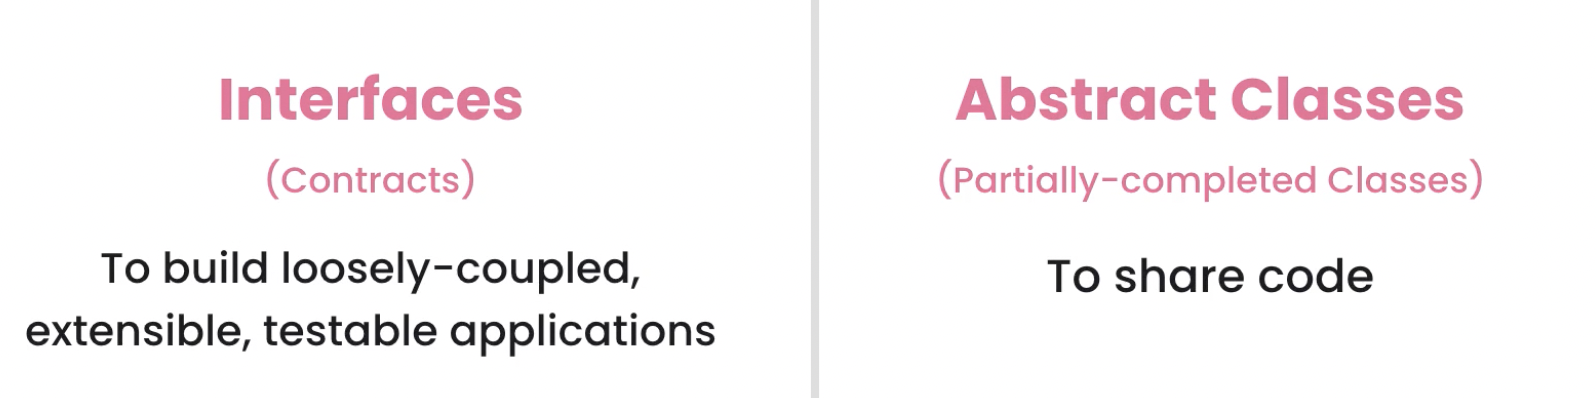 Interfaces
(Contracts)
To build loosely-coupled,
extensible, testable applications
Abstract Classes
(Partially-completed Classes)
To share code